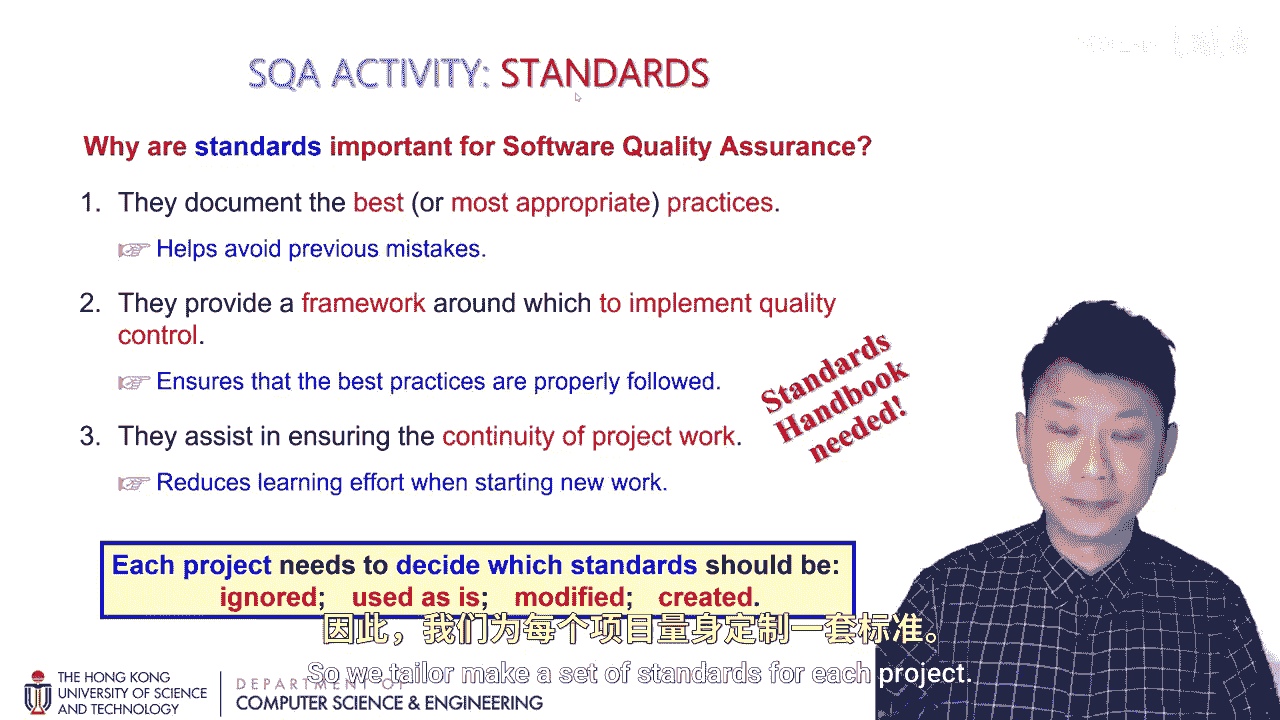 SQA ACTIVITY: STANDARDS
Why are standards important for Software Quality Assurance?
1. They document the best (or most appropriate) practices.
☞ Helps avoid previous mistakes.
2. They provide a framework around which to implement quality
control.
☞ Ensures that the best practices are properly followed.
3. They assist in ensuring the continuity of project work.
☞ Reduces learning effort when starting new work.
Standards
Handbook
needed!
Each project needs to decide which standards should be:
ignored; used as is; modified; created.
因此，我们为每个项目量身定制一套标准。
So we tailor make a set of standards for each project.
THE HONG KONG
UNIVERSITY OF SCIENCE
AND TECHNOLOGY
DEPARTMENT OF
COMPUTER SCIENCE & ENGINEERING